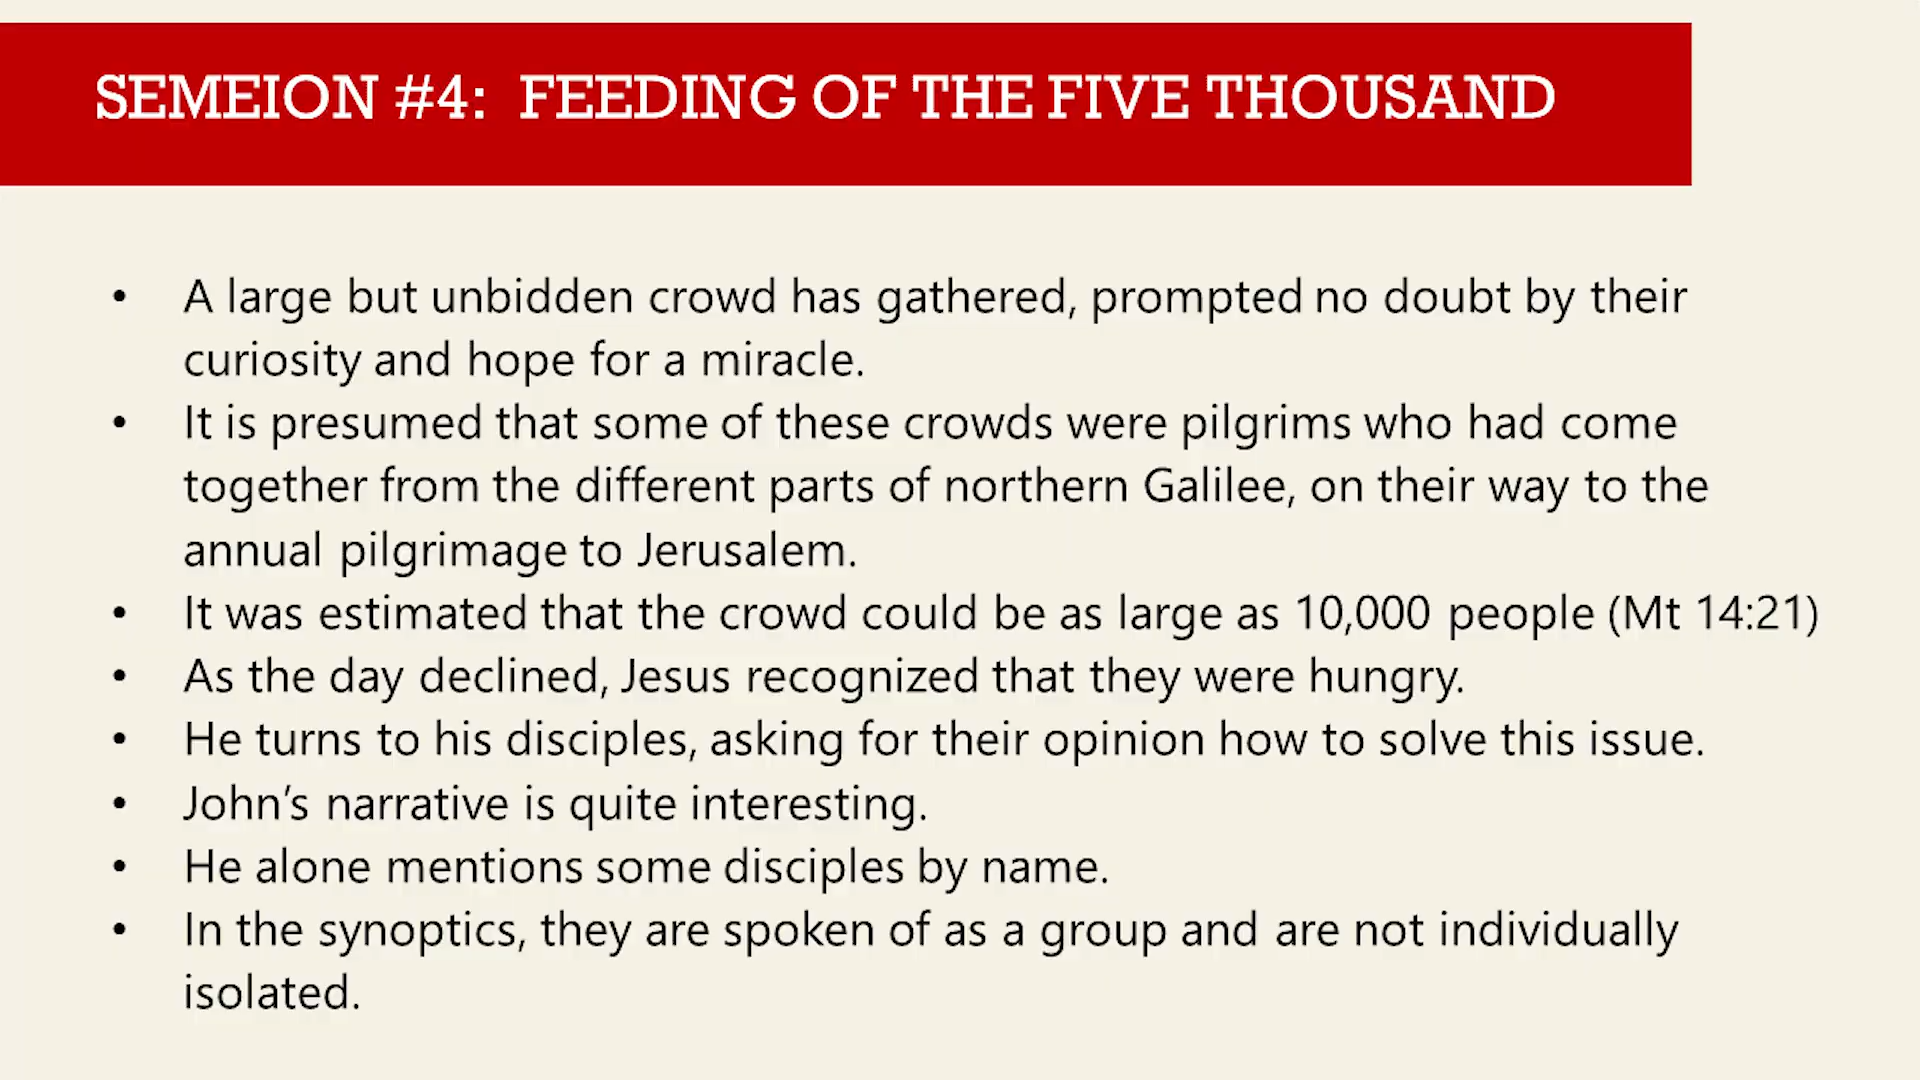 SEMEION #4: FEEDING OF THE FIVE THOUSAND
• A large but unbidden crowd has gathered, prompted no doubt by their
curiosity and hope for a miracle.
• It is presumed that some of these crowds were pilgrims who had come
together from the different parts of northern Galilee, on their way to the
annual pilgrimage to Jerusalem.
• It was estimated that the crowd could be as large as 10,000 people (Mt 14:21)
• As the day declined, Jesus recognized that they were hungry.
• He turns to his disciples, asking for their opinion how to solve this issue.
• John’s narrative is quite interesting.
• He alone mentions some disciples by name.
• In the synoptics, they are spoken of as a group and are not individually
isolated.